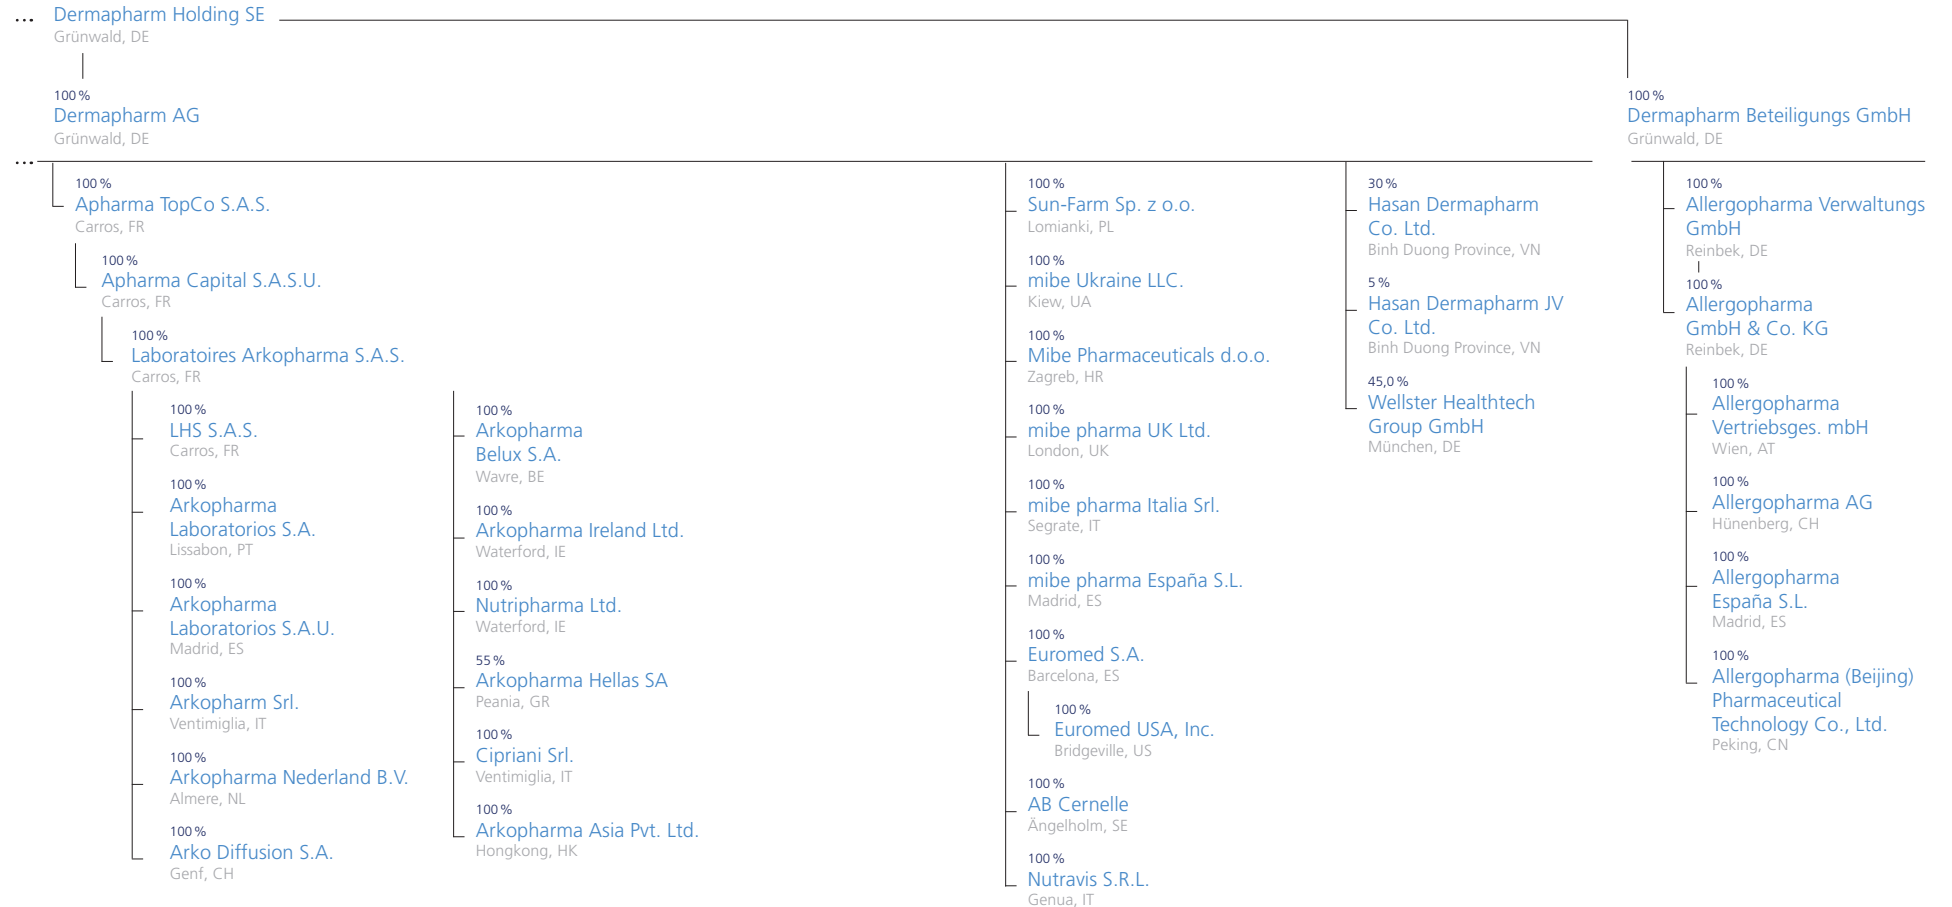 ... Dermapharm Holding SE
Grünwald, DE
100 %
Dermapharm AG
Grünwald, DE
...
100 %
Apharma TopCo S.A.S.
Carros, FR
100 %
Apharma Capital S.A.S.U.
Carros, FR
100 %
Laboratoires Arkopharma S.A.S.
Carros, FR
100 %
LHS S.A.S.
Carros, FR
100 %
Arkopharma
Laboratorios S.A.
Lissabon, PT
100 %
Arkopharma
Laboratorios S.A.U.
Madrid, ES
100 %
Arkopharm Srl.
Ventimiglia, IT
100 %
Arkopharma Nederland B.V.
Almere, NL
100 %
Arko Diffusion S.A.
Genf, CH
100 %
Arkopharma
Belux S.A.
Wavre, BE
100 %
Arkopharma Ireland Ltd.
Waterford, IE
100 %
Nutripharma Ltd.
Waterford, IE
55 %
Arkopharma Hellas SA
Peania, GR
100 %
Cipriani Srl.
Ventimiglia, IT
100 %
Arkopharma Asia Pvt. Ltd.
Hongkong, HK
100 %
Sun-Farm Sp. z o.o.
Lomianki, PL
100 %
mibe Ukraine LLC.
Kiew, UA
100 %
Mibe Pharmaceuticals d.o.o.
Zagreb, HR
100 %
mibe pharma UK Ltd.
London, UK
100 %
mibe pharma Italia Srl.
Segrate, IT
100 %
mibe pharma España S.L.
Madrid, ES
100 %
Euromed S.A.
Barcelona, ES
100 %
Euromed USA, Inc.
Bridgeville, US
100 %
AB Cernelle
Ängelholm, SE
100 %
Nutravis S.R.L.
Genua, IT
30 %
Hasan Dermapharm
Co. Ltd.
Binh Duong Province, VN
5 %
Hasan Dermapharm JV
Co. Ltd.
Binh Duong Province, VN
45,0 %
Wellster Healthtech
Group GmbH
München, DE
100 %
Dermapharm Beteiligungs GmbH
Grünwald, DE
100 %
Allergopharma Verwaltungs
GmbH
Reinbek, DE
100 %
Allergopharma
GmbH & Co. KG
Reinbek, DE
100 %
Allergopharma
Vertriebsges. mbH
Wien, AT
100 %
Allergopharma AG
Hünenberg, CH
100 %
Allergopharma
España S.L.
Madrid, ES
100 %
Allergopharma (Beijing)
Pharmaceutical
Technology Co., Ltd.
Peking, CN